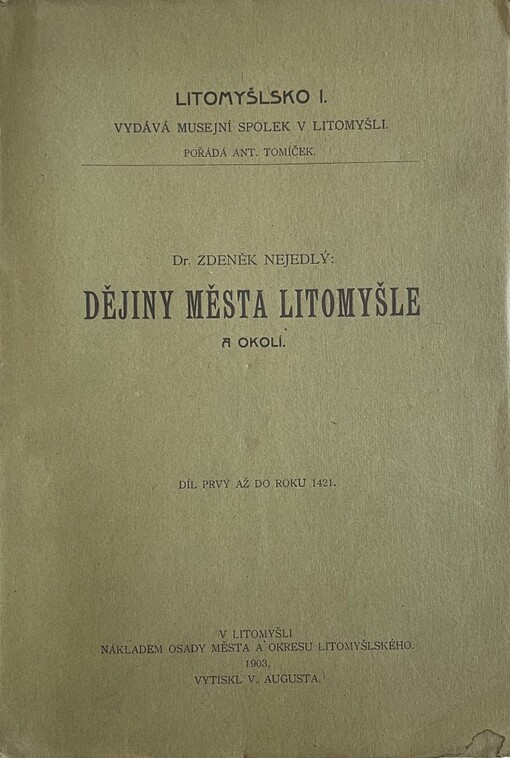 LITOMYŠLSKO I.
VYDÁVÁ MUSEJNÍ SPOLEK V LITOMYŠLI.
POŘÁDÁ ANT. TOMÍČEK.
Dr. ZDENĚK NEJEDLÝ:
DĚJINY MĚSTA LITOMYŠLE
A OKOLÍ.
DÍL PRVÝ AŽ DO ROKU 1421.
V LITOMYŠLI
NÁKLADEM OSADY MĚSTA A OKRESU LITOMYŠLSKÉHO.
1903.
VYTISKL V. AUGUSTA.